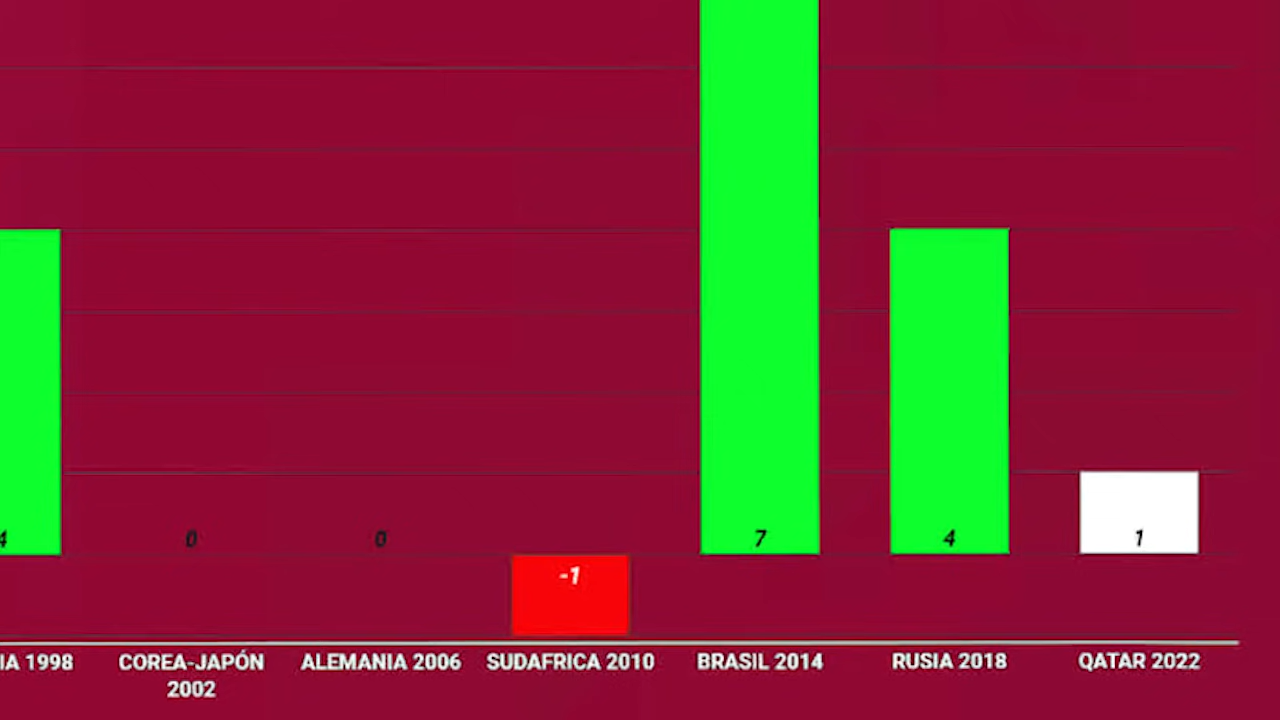 4
0
0
-1
7
4
1
IA 1998
COREA-JAPÓN
2002
ALEMANIA 2006
SUDAFRICA 2010
BRASIL 2014
RUSIA 2018
QATAR 2022